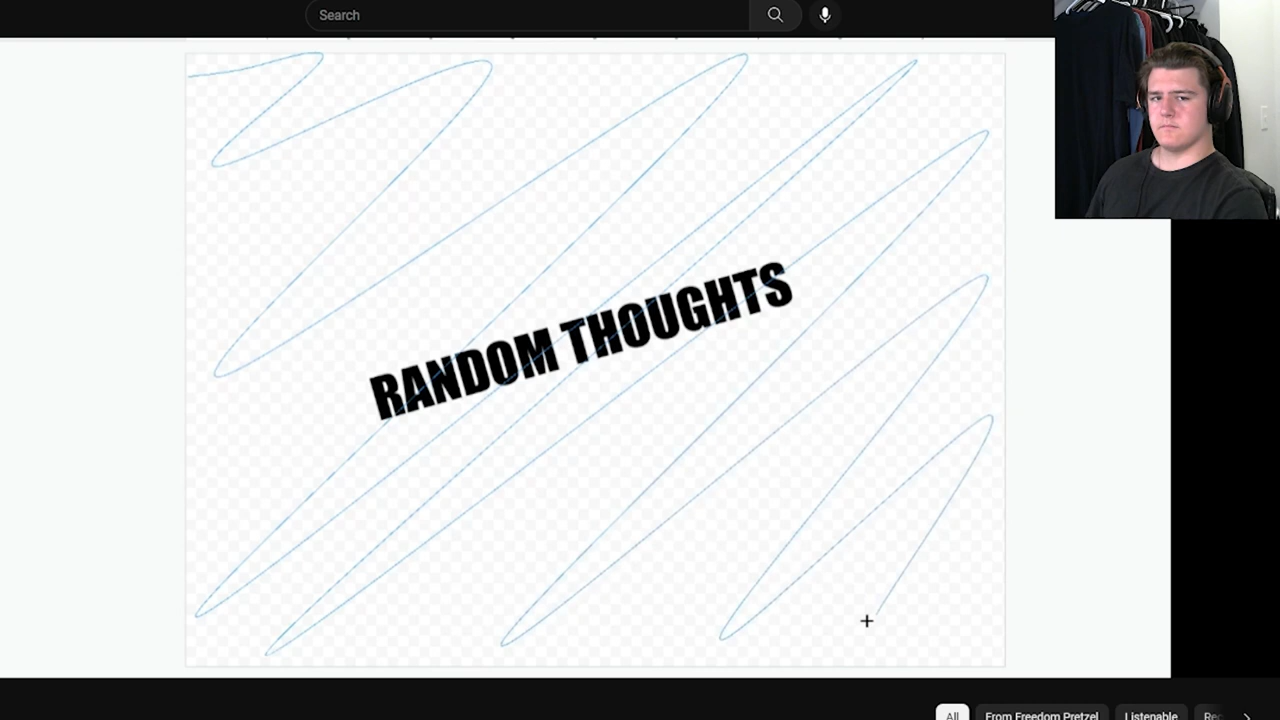 Search
RANDOM THOUGHTS
All
From Freedom Pretzel
Listenable